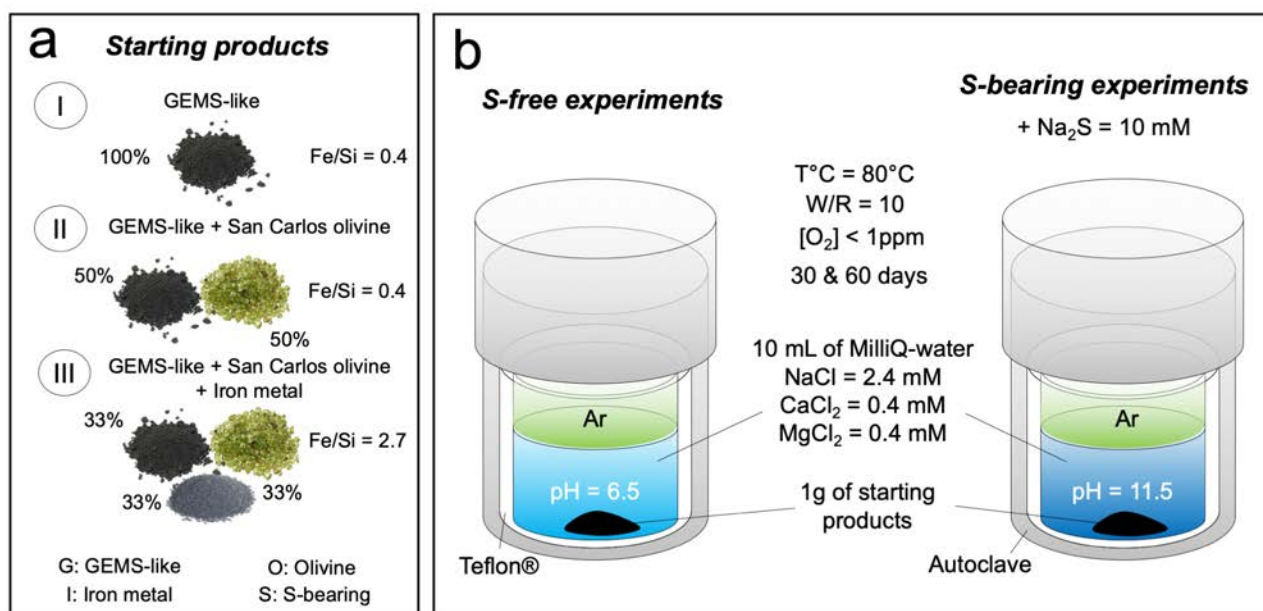 a
Starting products
I
GEMS-like
100%
Fe/Si = 0.4
II
GEMS-like + San Carlos olivine
50%
Fe/Si = 0.4
50%
III
GEMS-like + San Carlos olivine
+ Iron metal
33%
Fe/Si = 2.7
33%
33%
G: GEMS-like
O: Olivine
I: Iron metal
S: S-bearing
b
S-free experiments
S-bearing experiments
+ Na₂S = 10 mM
T°C = 80°C
W/R = 10
[O₂] < 1ppm
30 & 60 days
10 mL of MilliQ-water
NaCl = 2.4 mM
CaCl₂ = 0.4 mM
MgCl₂ = 0.4 mM
Ar
Ar
pH = 6.5
pH = 11.5
1g of starting
products
Teflon®
Autoclave